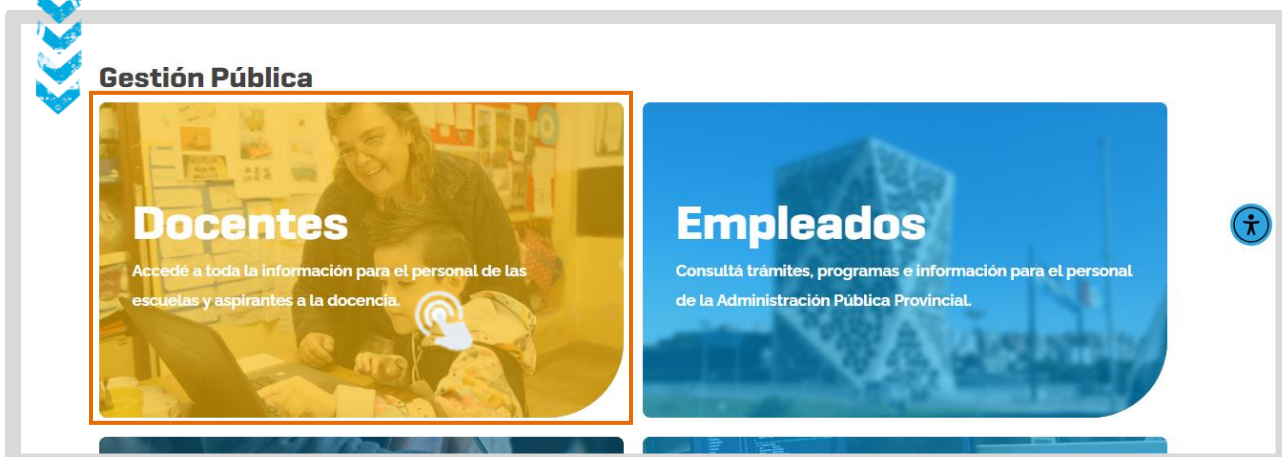 Gestión Pública
Docentes
Accedé a toda la información para el personal de las
escuelas y aspirantes a la docencia.
Empleados
Consultá trámites, programas e información para el personal
de la Administración Pública Provincial.